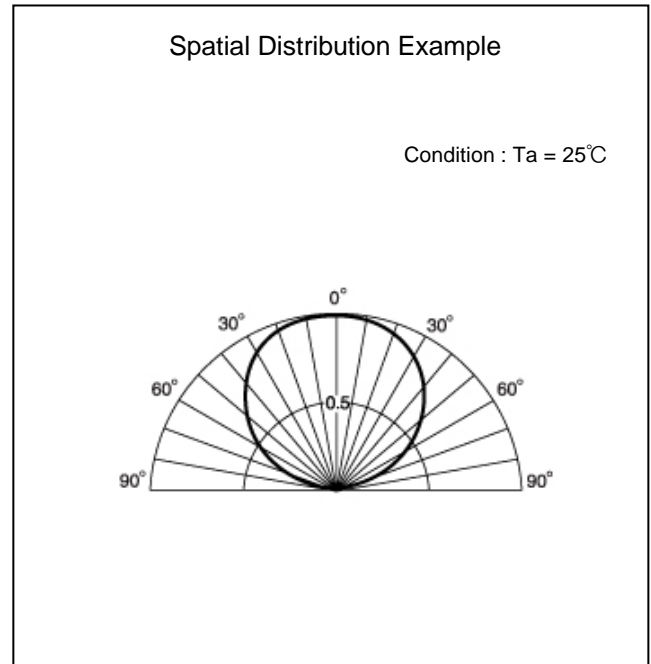 Spatial Distribution Example
Condition : Ta = 25℃
0°
30° 30°
60° 60°
0.5
90° 90°